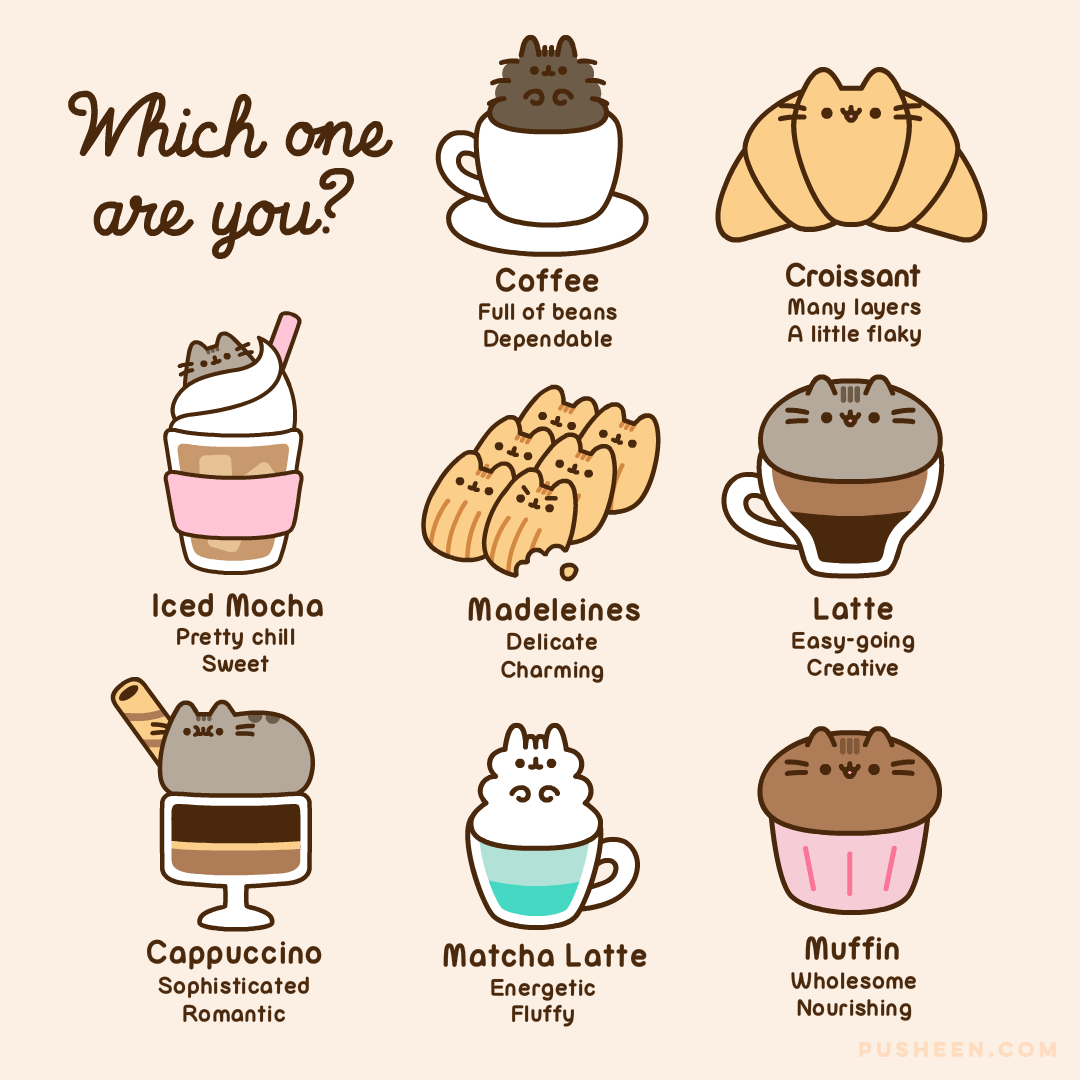 Which one
are you?
Coffee
Full of beans
Dependable
Croissant
Many layers
A little flaky
Iced Mocha
Pretty chill
Sweet
Madeleines
Delicate
Charming
Latte
Easy-going
Creative
Cappuccino
Sophisticated
Romantic
Matcha Latte
Energetic
Fluffy
Muffin
Wholesome
Nourishing
PUSHEEN.COM